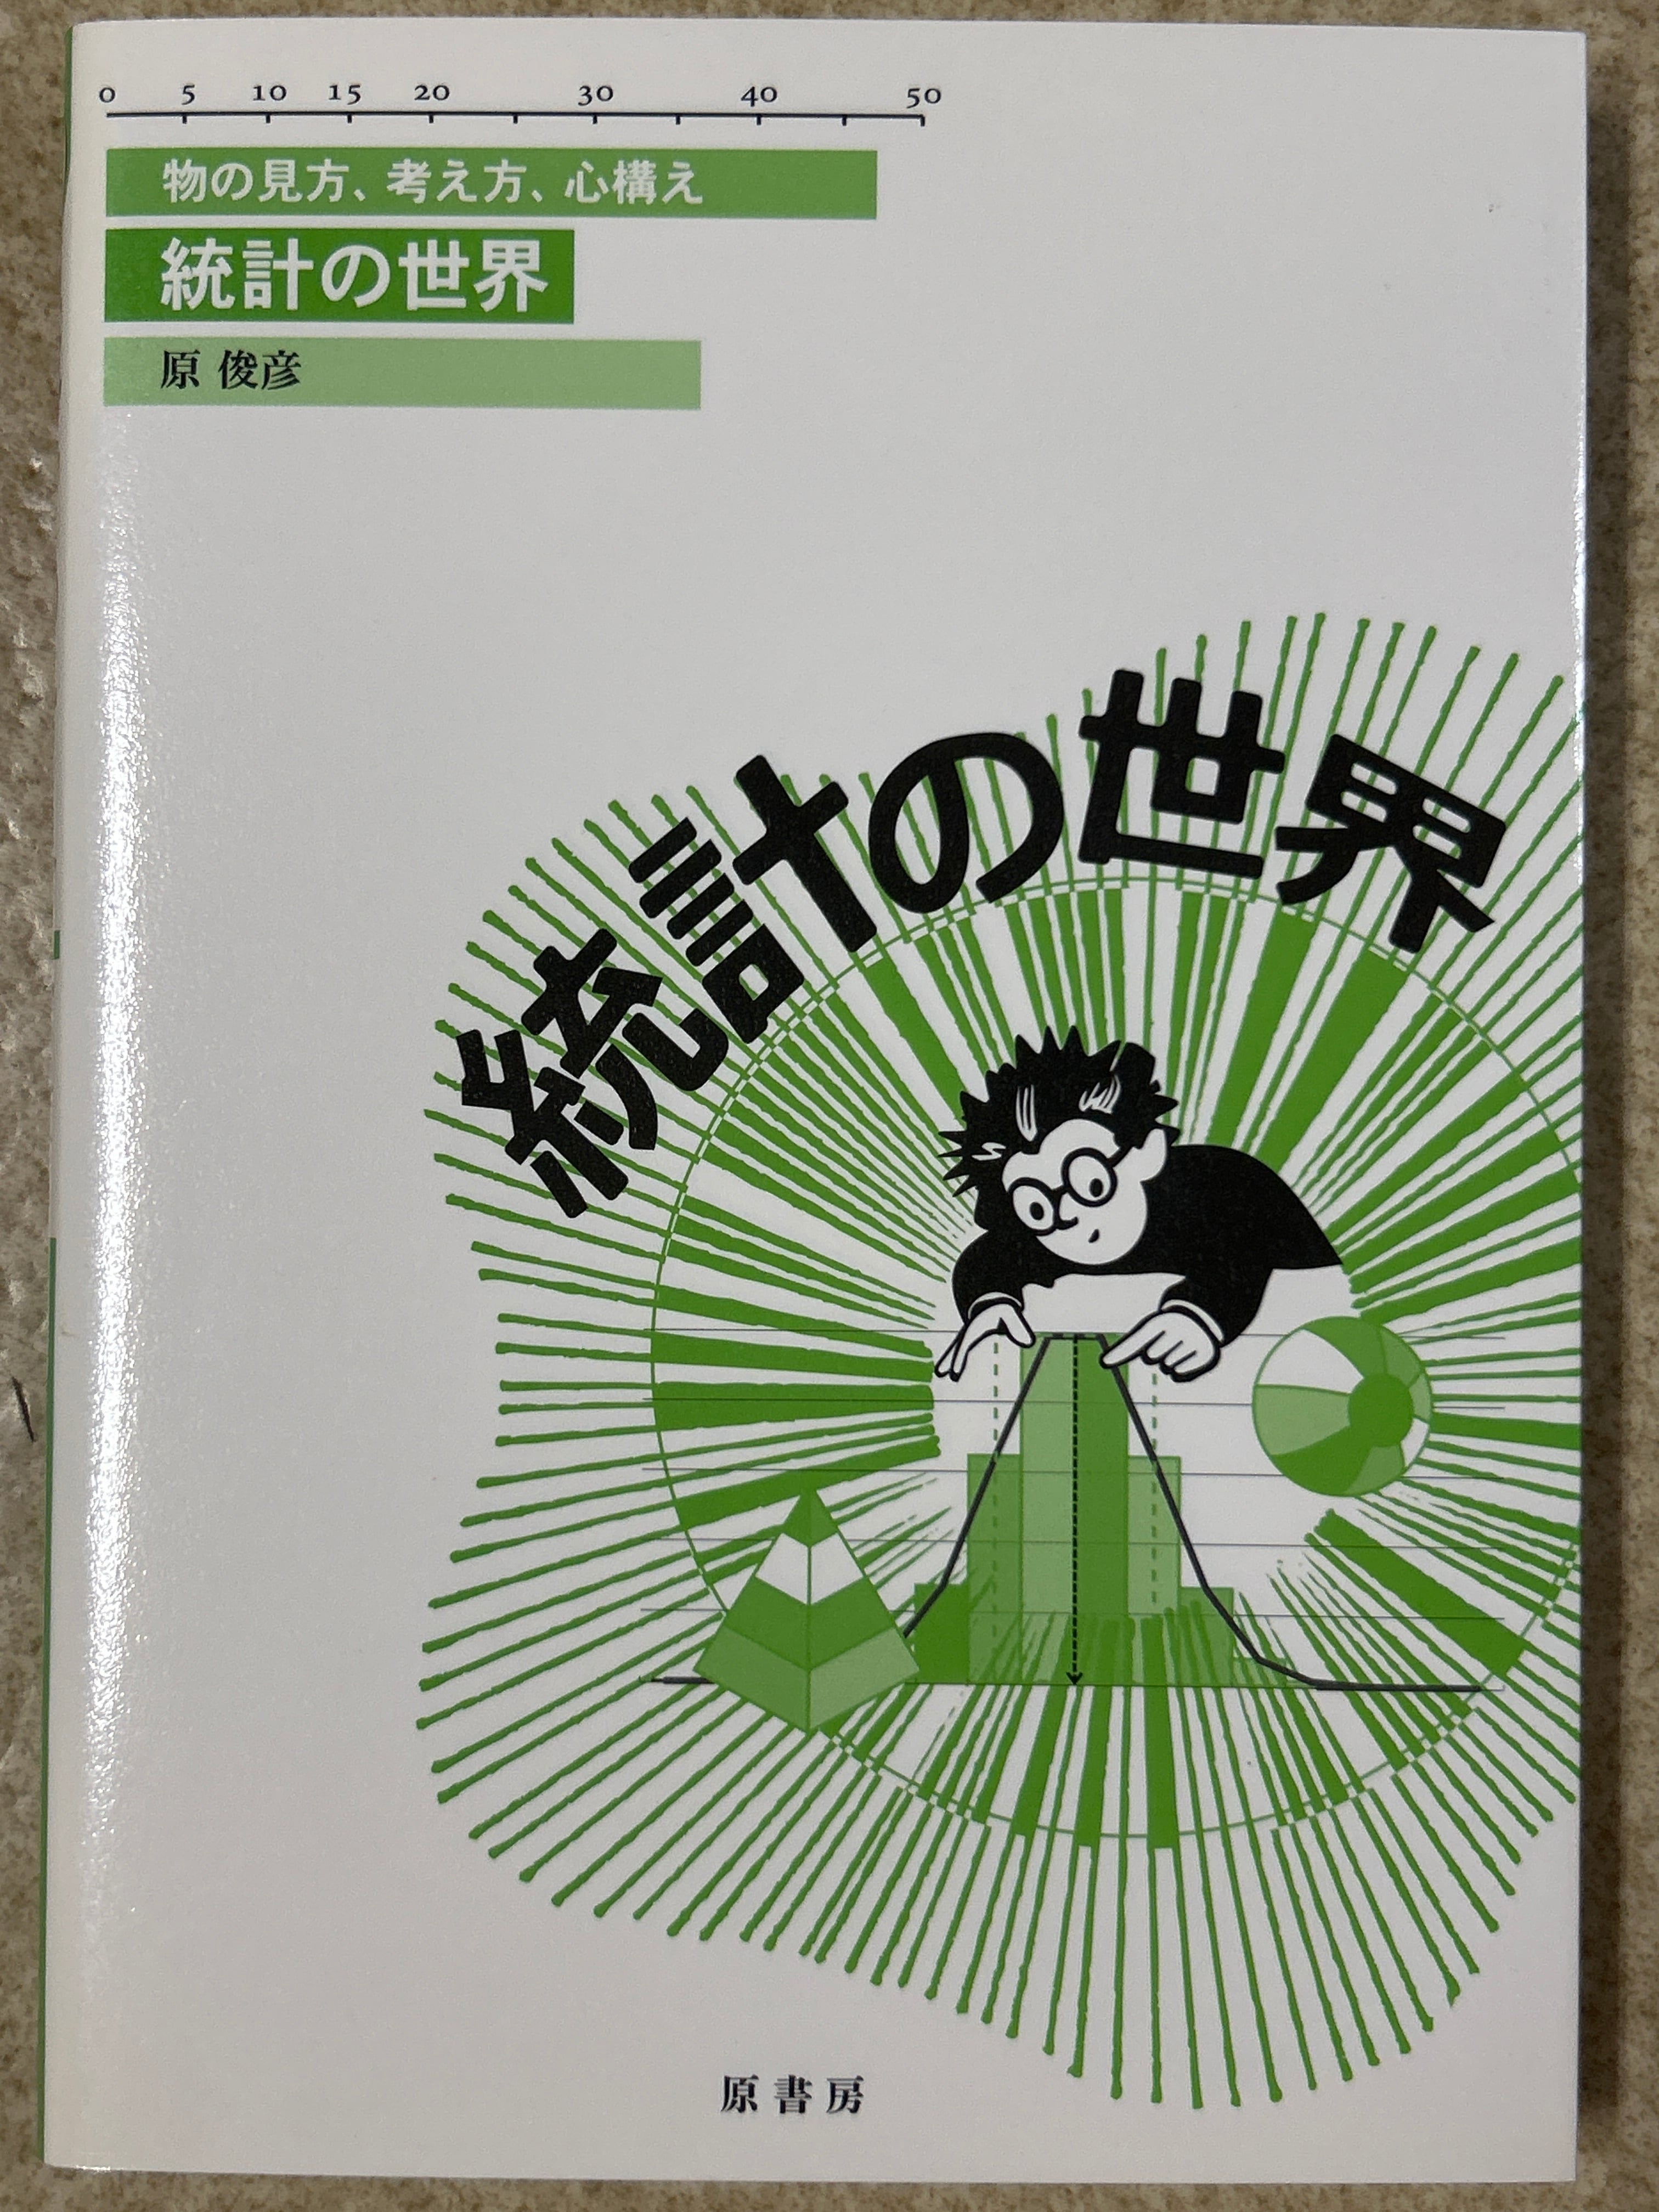 0 5 10 15 20 30 40 50
物の見方、考え方、心構え
統計の世界
原 俊彦
統計の世界
原書房